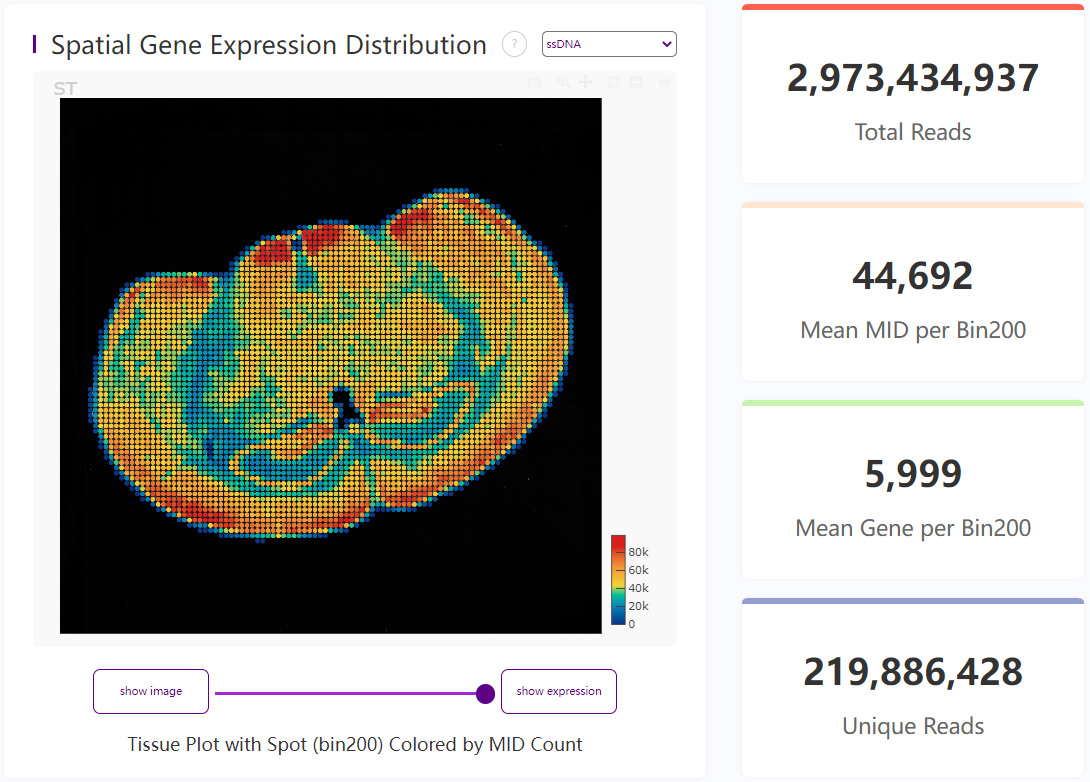 Spatial Gene Expression Distribution
?
ssDNA
ST
80k
60k
40k
20k
0
show image
show expression
Tissue Plot with Spot (bin200) Colored by MID Count
2,973,434,937
Total Reads
44,692
Mean MID per Bin200
5,999
Mean Gene per Bin200
219,886,428
Unique Reads